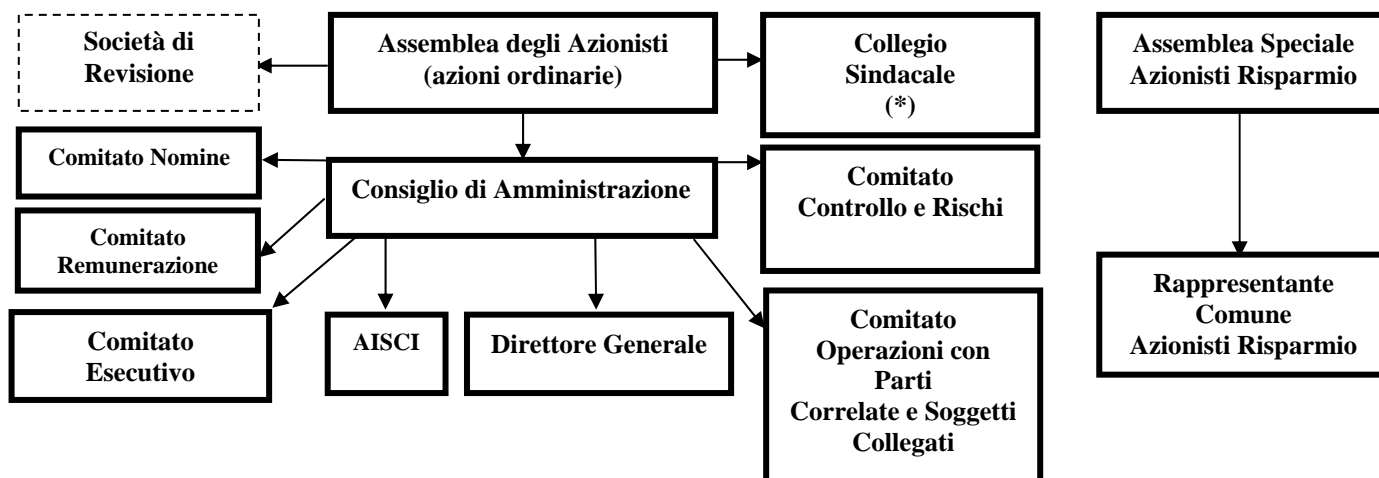 Società di
Revisione
Assemblea degli Azionisti
(azioni ordinarie)
Collegio
Sindacale
(*)
Assemblea Speciale
Azionisti Risparmio
Comitato Nomine
Consiglio di Amministrazione
Comitato
Controllo e Rischi
Comitato
Remunerazione
Comitato
Esecutivo
AISCI
Direttore Generale
Comitato
Operazioni con
Parti
Correlate e Soggetti
Collegati
Rappresentante
Comune
Azionisti Risparmio